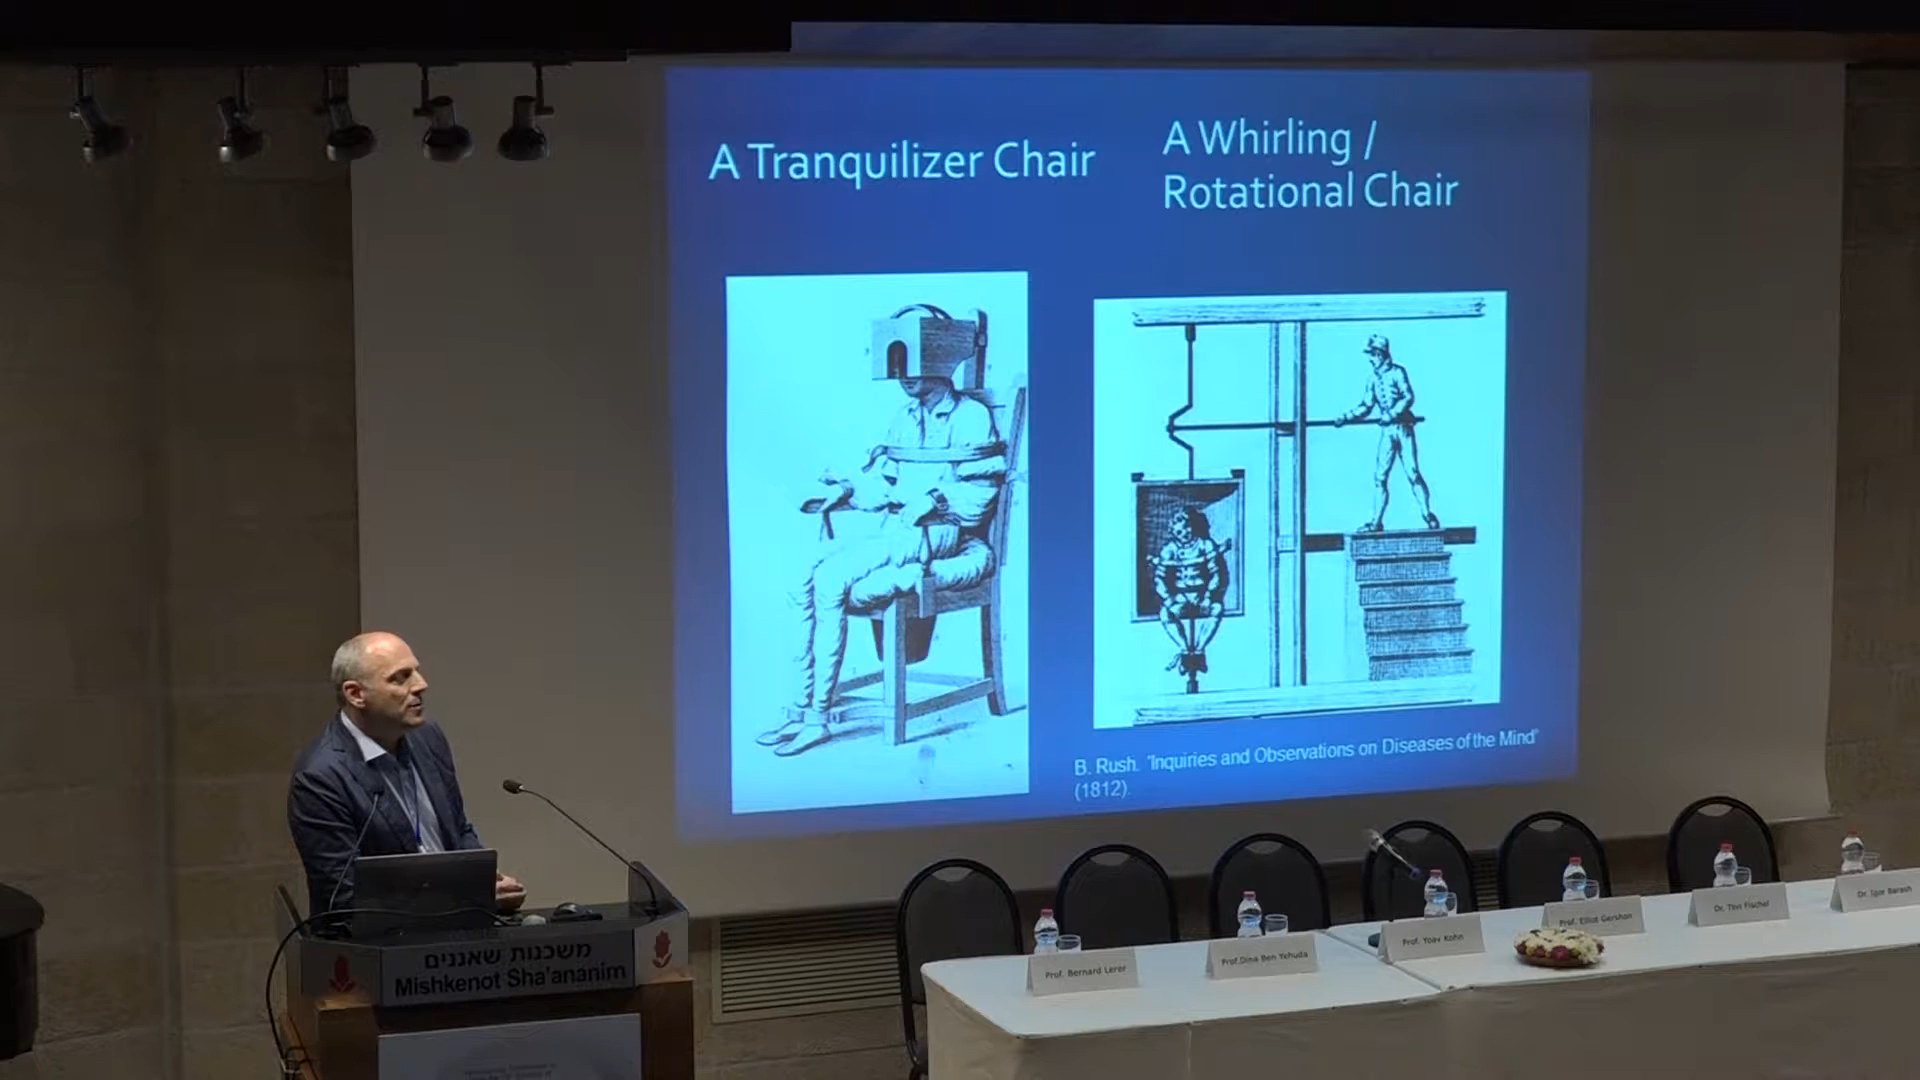 A Tranquilizer Chair
A Whirling /
Rotational Chair
B. Rush. "Inquiries and Observations on Diseases of the Mind"
(1812).
משכנות שאננים
Mishkenot Sha'ananim
Prof. Bernard Lerer
Prof.Dina Ben Yehuda
Prof. Yoav Kohn
Prof. Elliot Gershon
Dr. Tsvi Fischel
Dr. Igor Barash